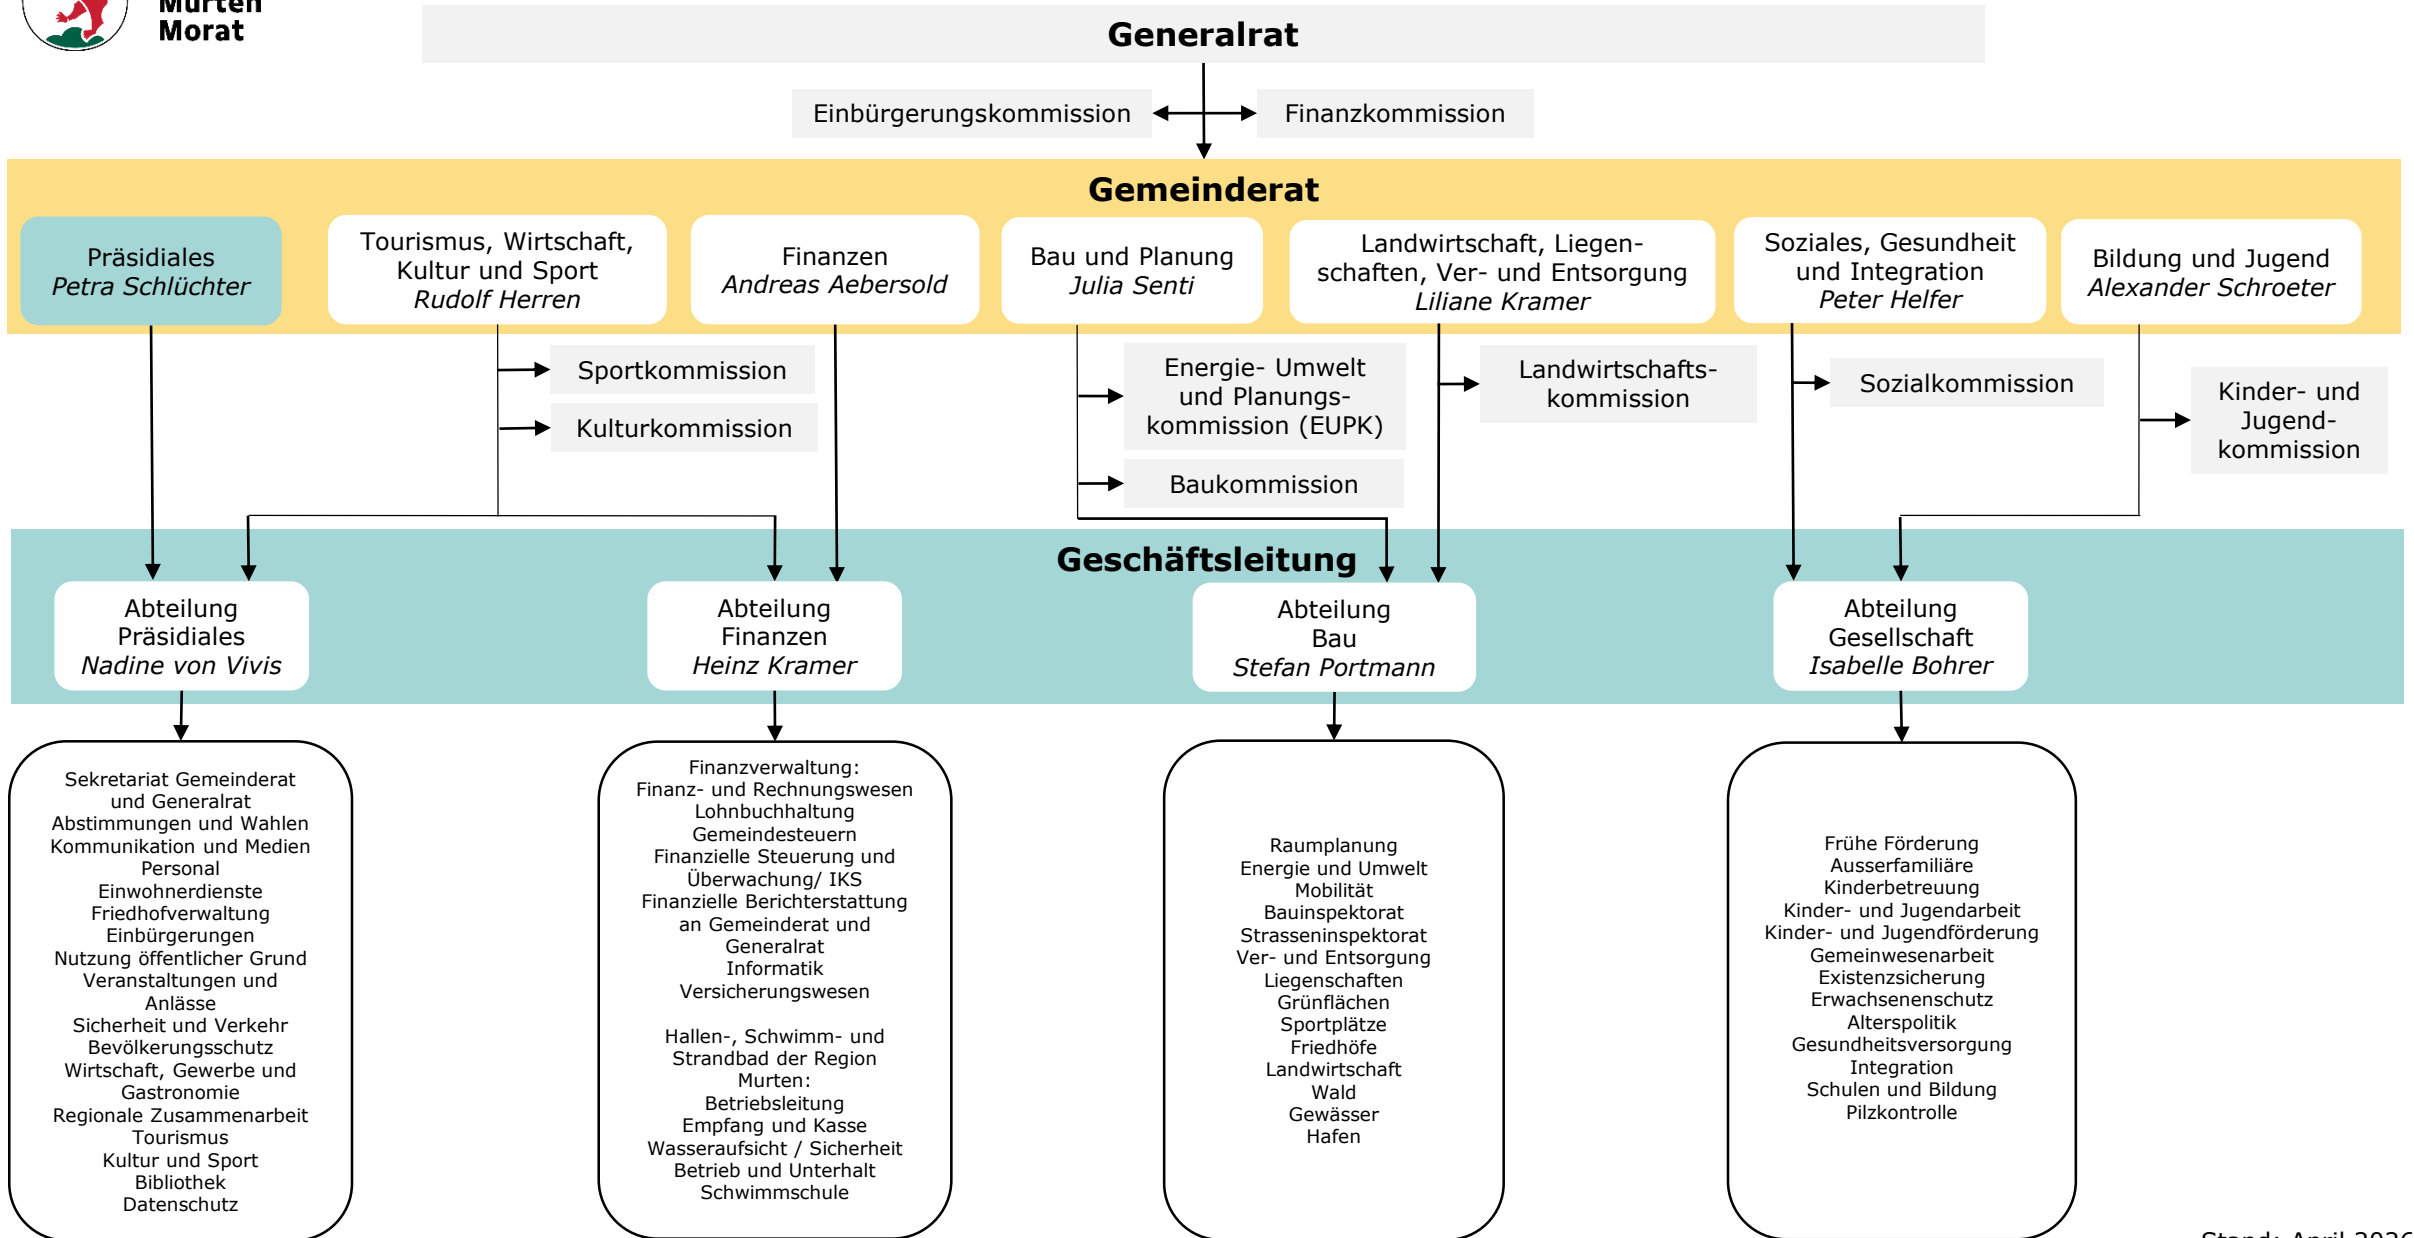 Murten
Morat
Generalrat
Einbürgerungskommission
Finanzkommission
Gemeinderat
Präsidiales
Petra Schlüchter
Tourismus, Wirtschaft,
Kultur und Sport
Rudolf Herren
Finanzen
Andreas Aebersold
Bau und Planung
Julia Senti
Landwirtschaft, Liegen-
schaften, Ver- und Entsorgung
Liliane Kramer
Soziales, Gesundheit
und Integration
Peter Helfer
Bildung und Jugend
Alexander Schroeter
Sportkommission
Kulturkommission
Energie- Umwelt
und Planungs-
kommission (EUPK)
Baukommission
Landwirtschafts-
kommission
Sozialkommission
Kinder- und
Jugend-
kommission
Geschäftsleitung
Abteilung
Präsidiales
Nadine von Vivis
Abteilung
Finanzen
Heinz Kramer
Abteilung
Bau
Stefan Portmann
Abteilung
Gesellschaft
Isabelle Bohrer
Sekretariat Gemeinderat
und Generalrat
Abstimmungen und Wahlen
Kommunikation und Medien
Personal
Einwohnerdienste
Friedhofverwaltung
Einbürgerungen
Nutzung öffentlicher Grund
Veranstaltungen und
Anlässe
Sicherheit und Verkehr
Bevölkerungsschutz
Wirtschaft, Gewerbe und
Gastronomie
Regionale Zusammenarbeit
Tourismus
Kultur und Sport
Bibliothek
Datenschutz
Finanzverwaltung:
Finanz- und Rechnungswesen
Lohnbuchhaltung
Gemeindesteuern
Finanzielle Steuerung und
Überwachung/ IKS
Finanzielle Berichterstattung
an Gemeinderat und
Generalrat
Informatik
Versicherungswesen
Hallen-, Schwimm- und
Strandbad der Region
Murten:
Betriebsleitung
Empfang und Kasse
Wasseraufsicht / Sicherheit
Betrieb und Unterhalt
Schwimmschule
Raumplanung
Energie und Umwelt
Mobilität
Bauinspektorat
Strasseninspektorat
Ver- und Entsorgung
Liegenschaften
Grünflächen
Sportplätze
Friedhöfe
Landwirtschaft
Wald
Gewässer
Hafen
Frühe Förderung
Ausserfamiliäre
Kinderbetreuung
Kinder- und Jugendarbeit
Kinder- und Jugendförderung
Gemeinwesenarbeit
Existenzsicherung
Erwachsenenschutz
Alterspolitik
Gesundheitsversorgung
Integration
Schulen und Bildung
Pilzkontrolle
Stand: April 2026